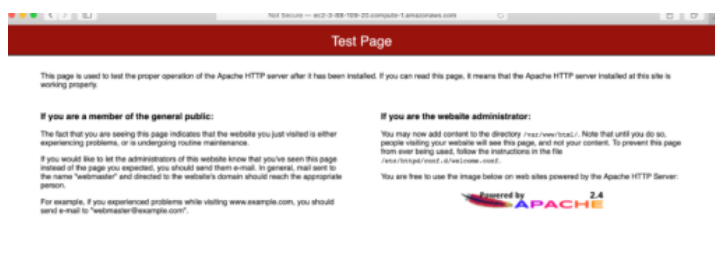 Not Secure — ec2-3-88-109-20.compute-1.amazonaws.com
Test Page
This page is used to test the proper operation of the Apache HTTP server after it has been installed. If you can read this page, it means that the Apache HTTP server installed at this site is
working properly.
If you are a member of the general public:
The fact that you are seeing this page indicates that the website you just visited is either
experiencing problems, or is undergoing routine maintenance.
If you would like to let the administrators of this website know that you've seen this page
instead of the page you expected, you should send them e-mail. In general, mail sent to
the name "webmaster" and directed to the website's domain should reach the appropriate
person.
For example, if you experienced problems while visiting www.example.com, you should
send e-mail to "webmaster@example.com".
If you are the website administrator:
You may now add content to the directory /var/www/html/. Note that until you do so,
people visiting your website will see this page, and not your content. To prevent this page
from ever being used, follow the instructions in the file
/etc/httpd/conf.d/welcome.conf.
You are free to use the image below on web sites powered by the Apache HTTP Server:
Powered by 2.4
APACHE